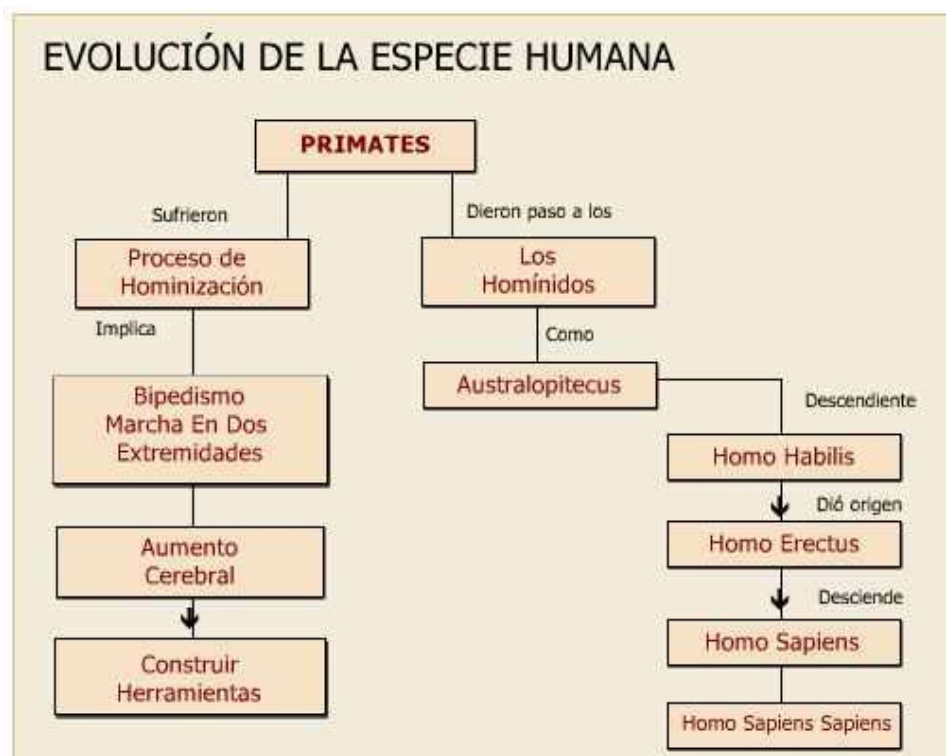 EVOLUCIÓN DE LA ESPECIE HUMANA
PRIMATES
Sufrieron
Proceso de
Hominización
Implica
Bipedismo
Marcha En Dos
Extremidades
Aumento
Cerebral
Construir
Herramientas
Dieron paso a los
Los
Homínidos
Como
Australopitecus
Descendiente
Homo Habilis
Dió origen
Homo Erectus
Desciende
Homo Sapiens
Homo Sapiens Sapiens